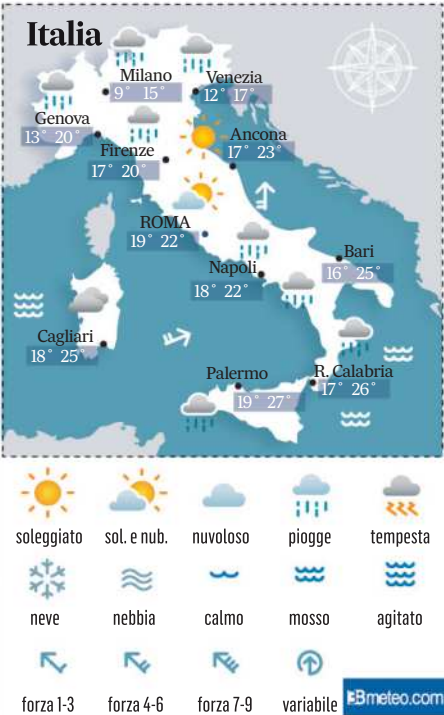 Italia
Milano
9° 15°
Venezia
12° 17°
Genova
13° 20°
Firenze
17° 20°
Ancona
17° 23°
ROMA
19° 22°
Napoli
18° 22°
Bari
16° 25°
Cagliari
18° 25°
Palermo
19° 27°
R. Calabria
17° 26°
soleggiato sol. e nub. nuvoloso piogge tempesta
neve nebbia calmo mosso agitato
forza 1-3 forza 4-6 forza 7-9 variabile
3Bmeteo.com